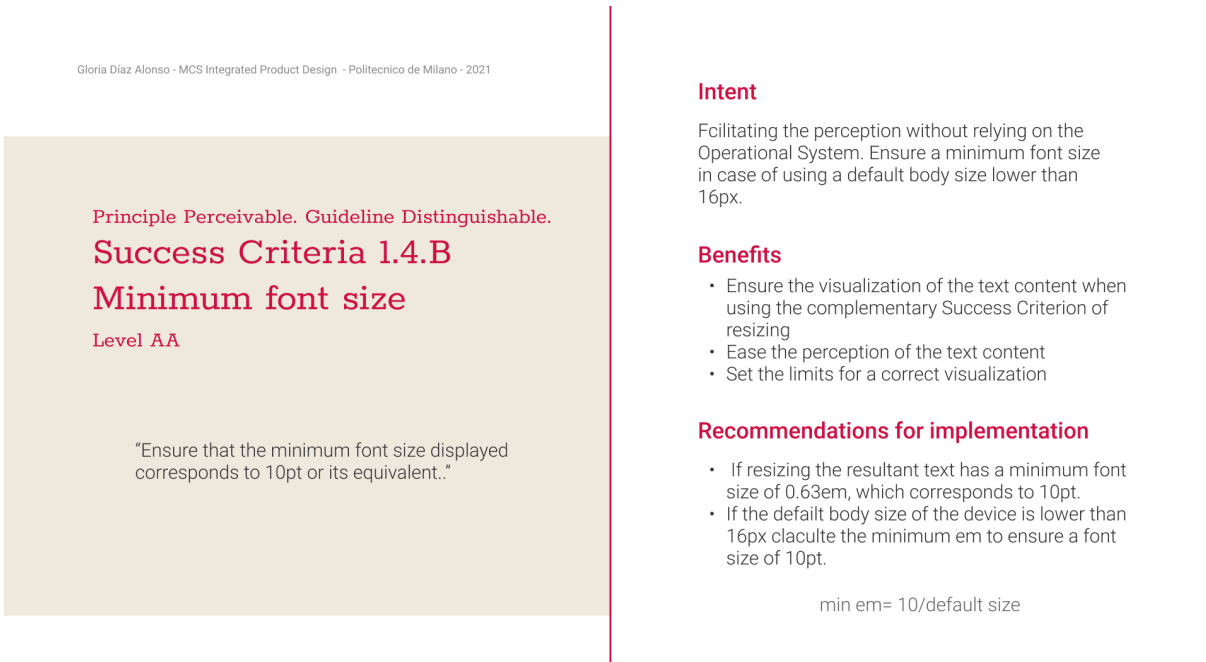 Gloria Díaz Alonso - MCS Integrated Product Design - Politecnico de Milano - 2021
Principle Perceivable. Guideline Distinguishable.
Success Criteria 1.4.B
Minimum font size
Level AA
“Ensure that the minimum font size displayed
corresponds to 10pt or its equivalent..”
Intent
Fcilitating the perception without relying on the
Operational System. Ensure a minimum font size
in case of using a default body size lower than
16px.
Benefits
• Ensure the visualization of the text content when
using the complementary Success Criterion of
resizing
• Ease the perception of the text content
• Set the limits for a correct visualization
Recommendations for implementation
• If resizing the resultant text has a minimum font
size of 0.63em, which corresponds to 10pt.
• If the defailt body size of the device is lower than
16px claculte the minimum em to ensure a font
size of 10pt.
min em= 10/default size